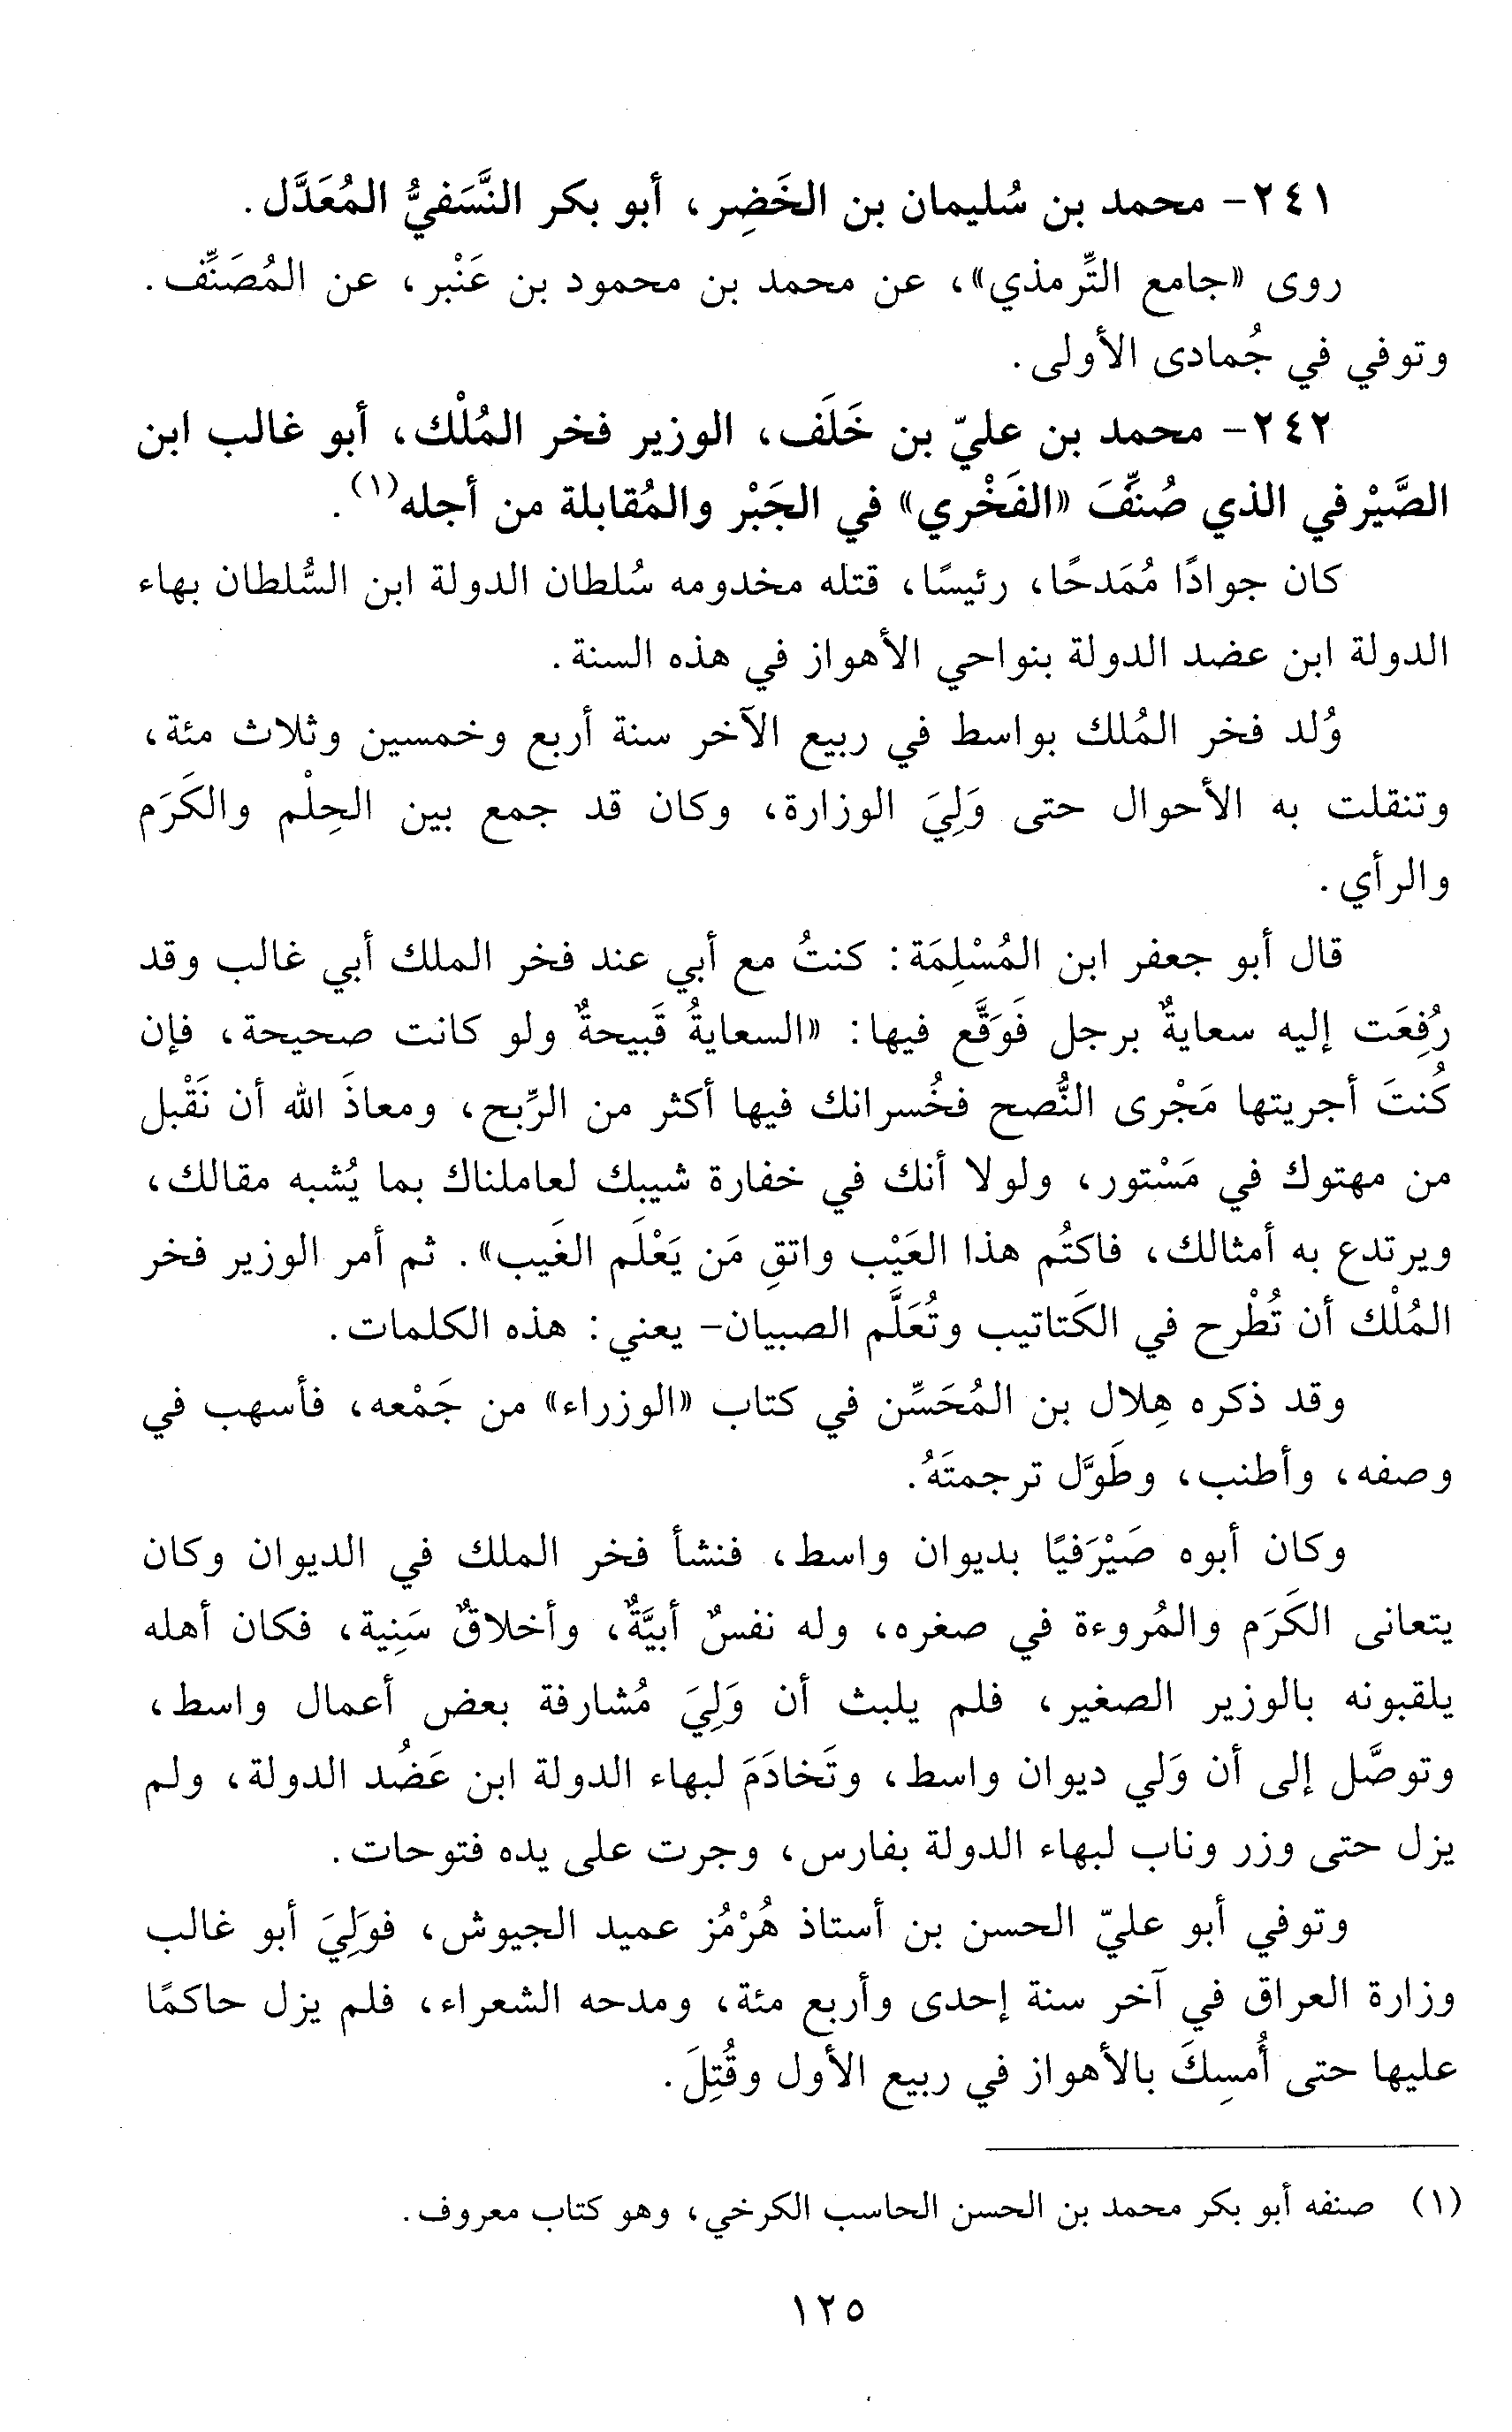 ٢٤١- محمد بن سُليمان بن الخَضِر، أبو بكر النَّسَفيُّ المُعَدَّل.
روى «جامع التِّرمذي»، عن محمد بن محمود بن عَنْبر، عن المُصَنِّف.
وتوفي في جُمادى الأولى.
٢٤٢- محمد بن عليّ بن خَلَف، الوزير فخر المُلْك، أبو غالب ابن
الصَّيْرفي الذي صُنِّفَ «الفَخْري» في الجَبْر والمُقابلة من أجله(١).
كان جوادًا مُمَدحًا، رئيسًا، قتله مخدومه سُلطان الدولة ابن السُّلطان بهاء
الدولة ابن عضد الدولة بنواحي الأهواز في هذه السنة.
وُلد فخر المُلك بواسط في ربيع الآخر سنة أربع وخمسين وثلاث مئة،
وتنقلت به الأحوال حتى وَلِيَ الوزارة، وكان قد جمع بين الحِلْم والكَرَم
والرأي.
قال أبو جعفر ابن المُسْلِمَة: كنتُ مع أبي عند فخر الملك أبي غالب وقد
رُفِعَت إليه سعايةٌ برجل فَوَقَّع فيها: «السعايةُ قَبيحةٌ ولو كانت صحيحة، فإن
كُنتَ أجريتها مَجْرى النُّصح فخُسرانك فيها أكثر من الرِّبح، ومعاذَ الله أن نَقْبل
من مهتوك في مَسْتور، ولولا أنك في خفارة شيبك لعاملناك بما يُشبه مقالك،
ويرتدع به أمثالك، فاكتُم هذا العَيْب واتقِ مَن يَعْلَم الغَيب». ثم أمر الوزير فخر
المُلْك أن تُطْرح في الكَتاتيب وتُعَلَّم الصبيان- يعني: هذه الكلمات.
وقد ذكره هِلال بن المُحَسِّن في كتاب «الوزراء» من جَمْعه، فأسهب في
وصفه، وأطنب، وطَوَّل ترجمتَهُ.
وكان أبوه صَيْرَفيًا بديوان واسط، فنشأ فخر الملك في الديوان وكان
يتعانى الكَرَم والمُروءة في صغره، وله نفسٌ أبيَّةٌ، وأخلاقٌ سَنِية، فكان أهله
يلقبونه بالوزير الصغير، فلم يلبث أن وَلِيَ مُشارفة بعض أعمال واسط،
وتوصَّل إلى أن وَلي ديوان واسط، وتَخادَمَ لبهاء الدولة ابن عَضُد الدولة، ولم
يزل حتى وزر وناب لبهاء الدولة بفارس، وجرت على يده فتوحات.
وتوفي أبو عليّ الحسن بن أستاذ هُرْمُز عميد الجيوش، فوَلِيَ أبو غالب
وزارة العراق في آخر سنة إحدى وأربع مئة، ومدحه الشعراء، فلم يزل حاكمًا
عليها حتى أُمسِكَ بالأهواز في ربيع الأول وقُتِلَ.
(١) صنفه أبو بكر محمد بن الحسن الحاسب الكرخي، وهو كتاب معروف.
١٢٥